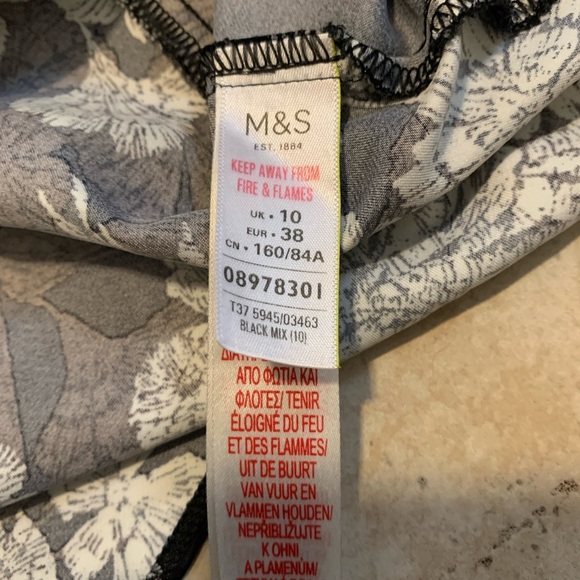 M&S
EST. 1884
KEEP AWAY FROM
FIRE & FLAMES
UK • 10
EUR • 38
CN • 160/84A
08978301
T37 5945/03463
BLACK MIX (10)
ΑΠΟ ΦΩΤΙΑ ΚΑΙ
ΦΛΟΓΕΣ/ TENIR
ÉLOIGNÉ DU FEU
ET DES FLAMMES/
UIT DE BUURT
VAN VUUR EN
VLAMMEN HOUDEN/
NEPŘIBLIŽUJTE
K OHNI
A PLAMENŮM/